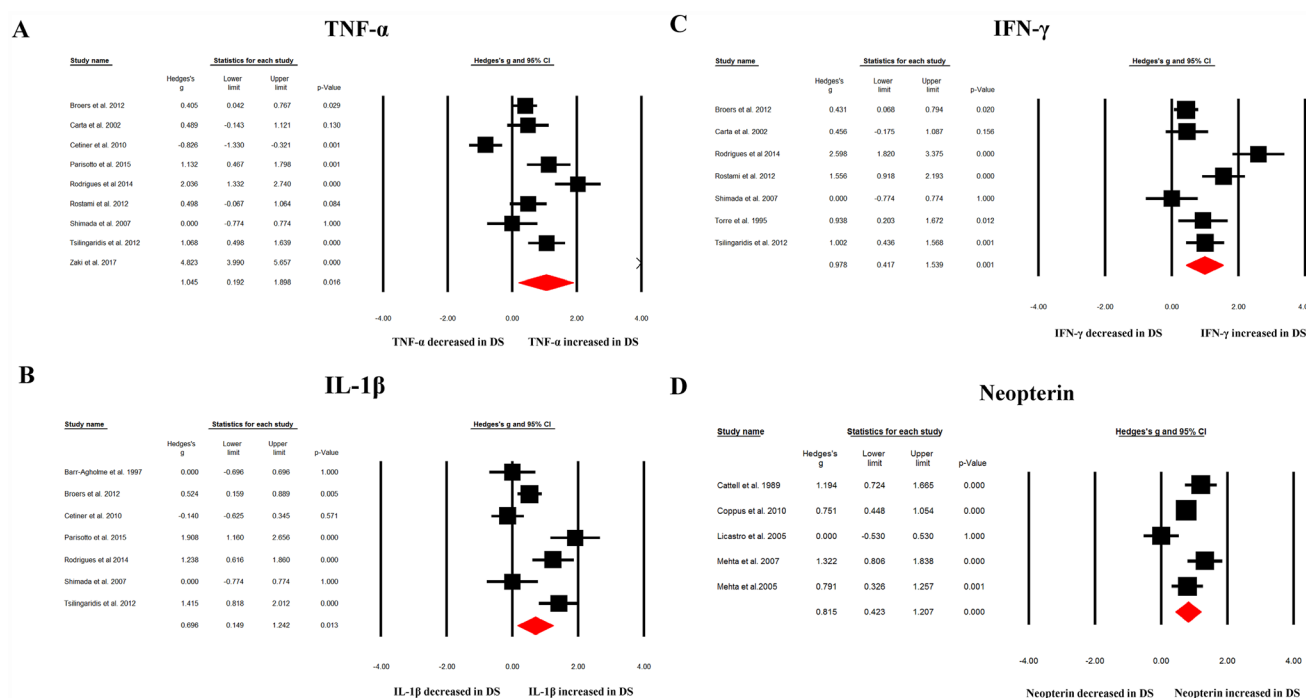 A
TNF-α
Study name Statistics for each study Hedges's g and 95% CI
Hedges's g Lower limit Upper limit p-Value
Broers et al. 2012 0.405 0.042 0.767 0.029
Carta et al. 2002 0.489 -0.143 1.121 0.130
Cetiner et al. 2010 -0.826 -1.330 -0.321 0.001
Parisotto et al. 2015 1.132 0.467 1.798 0.001
Rodrigues et al 2014 2.036 1.332 2.740 0.000
Rostami et al. 2012 0.498 -0.067 1.064 0.084
Shimada et al. 2007 0.000 -0.774 0.774 1.000
Tsilingaridis et al. 2012 1.068 0.498 1.639 0.000
Zaki et al. 2017 4.823 3.990 5.657 0.000
1.045 0.192 1.898 0.016
-4.00 -2.00 0.00 2.00 4.00
TNF-α decreased in DS TNF-α increased in DS
B
IL-1β
Study name Statistics for each study Hedges's g and 95% CI
Hedges's g Lower limit Upper limit p-Value
Barr-Agholme et al. 1997 0.000 -0.696 0.696 1.000
Broers et al. 2012 0.524 0.159 0.889 0.005
Cetiner et al. 2010 -0.140 -0.625 0.345 0.571
Parisotto et al. 2015 1.908 1.160 2.656 0.000
Rodrigues et al 2014 1.238 0.616 1.860 0.000
Shimada et al. 2007 0.000 -0.774 0.774 1.000
Tsilingaridis et al. 2012 1.415 0.818 2.012 0.000
0.696 0.149 1.242 0.013
-4.00 -2.00 0.00 2.00 4.00
IL-1β decreased in DS IL-1β increased in DS
C
IFN-γ
Study name Statistics for each study Hedges's g and 95% CI
Hedges's g Lower limit Upper limit p-Value
Broers et al. 2012 0.431 0.068 0.794 0.020
Carta et al. 2002 0.456 -0.175 1.087 0.156
Rodrigues et al 2014 2.598 1.820 3.375 0.000
Rostami et al. 2012 1.556 0.918 2.193 0.000
Shimada et al. 2007 0.000 -0.774 0.774 1.000
Torre et al. 1995 0.938 0.203 1.672 0.012
Tsilingaridis et al. 2012 1.002 0.436 1.568 0.001
0.978 0.417 1.539 0.001
-4.00 -2.00 0.00 2.00 4.00
IFN-γ decreased in DS IFN-γ increased in DS
D
Neopterin
Study name Statistics for each study Hedges's g and 95% CI
Hedges's g Lower limit Upper limit p-Value
Cattell et al. 1989 1.194 0.724 1.665 0.000
Coppus et al. 2010 0.751 0.448 1.054 0.000
Licastro et al. 2005 0.000 -0.530 0.530 1.000
Mehta et al. 2007 1.322 0.806 1.838 0.000
Mehta et al.2005 0.791 0.326 1.257 0.001
0.815 0.423 1.207 0.000
-4.00 -2.00 0.00 2.00 4.00
Neopterin decreased in DS Neopterin increased in DS